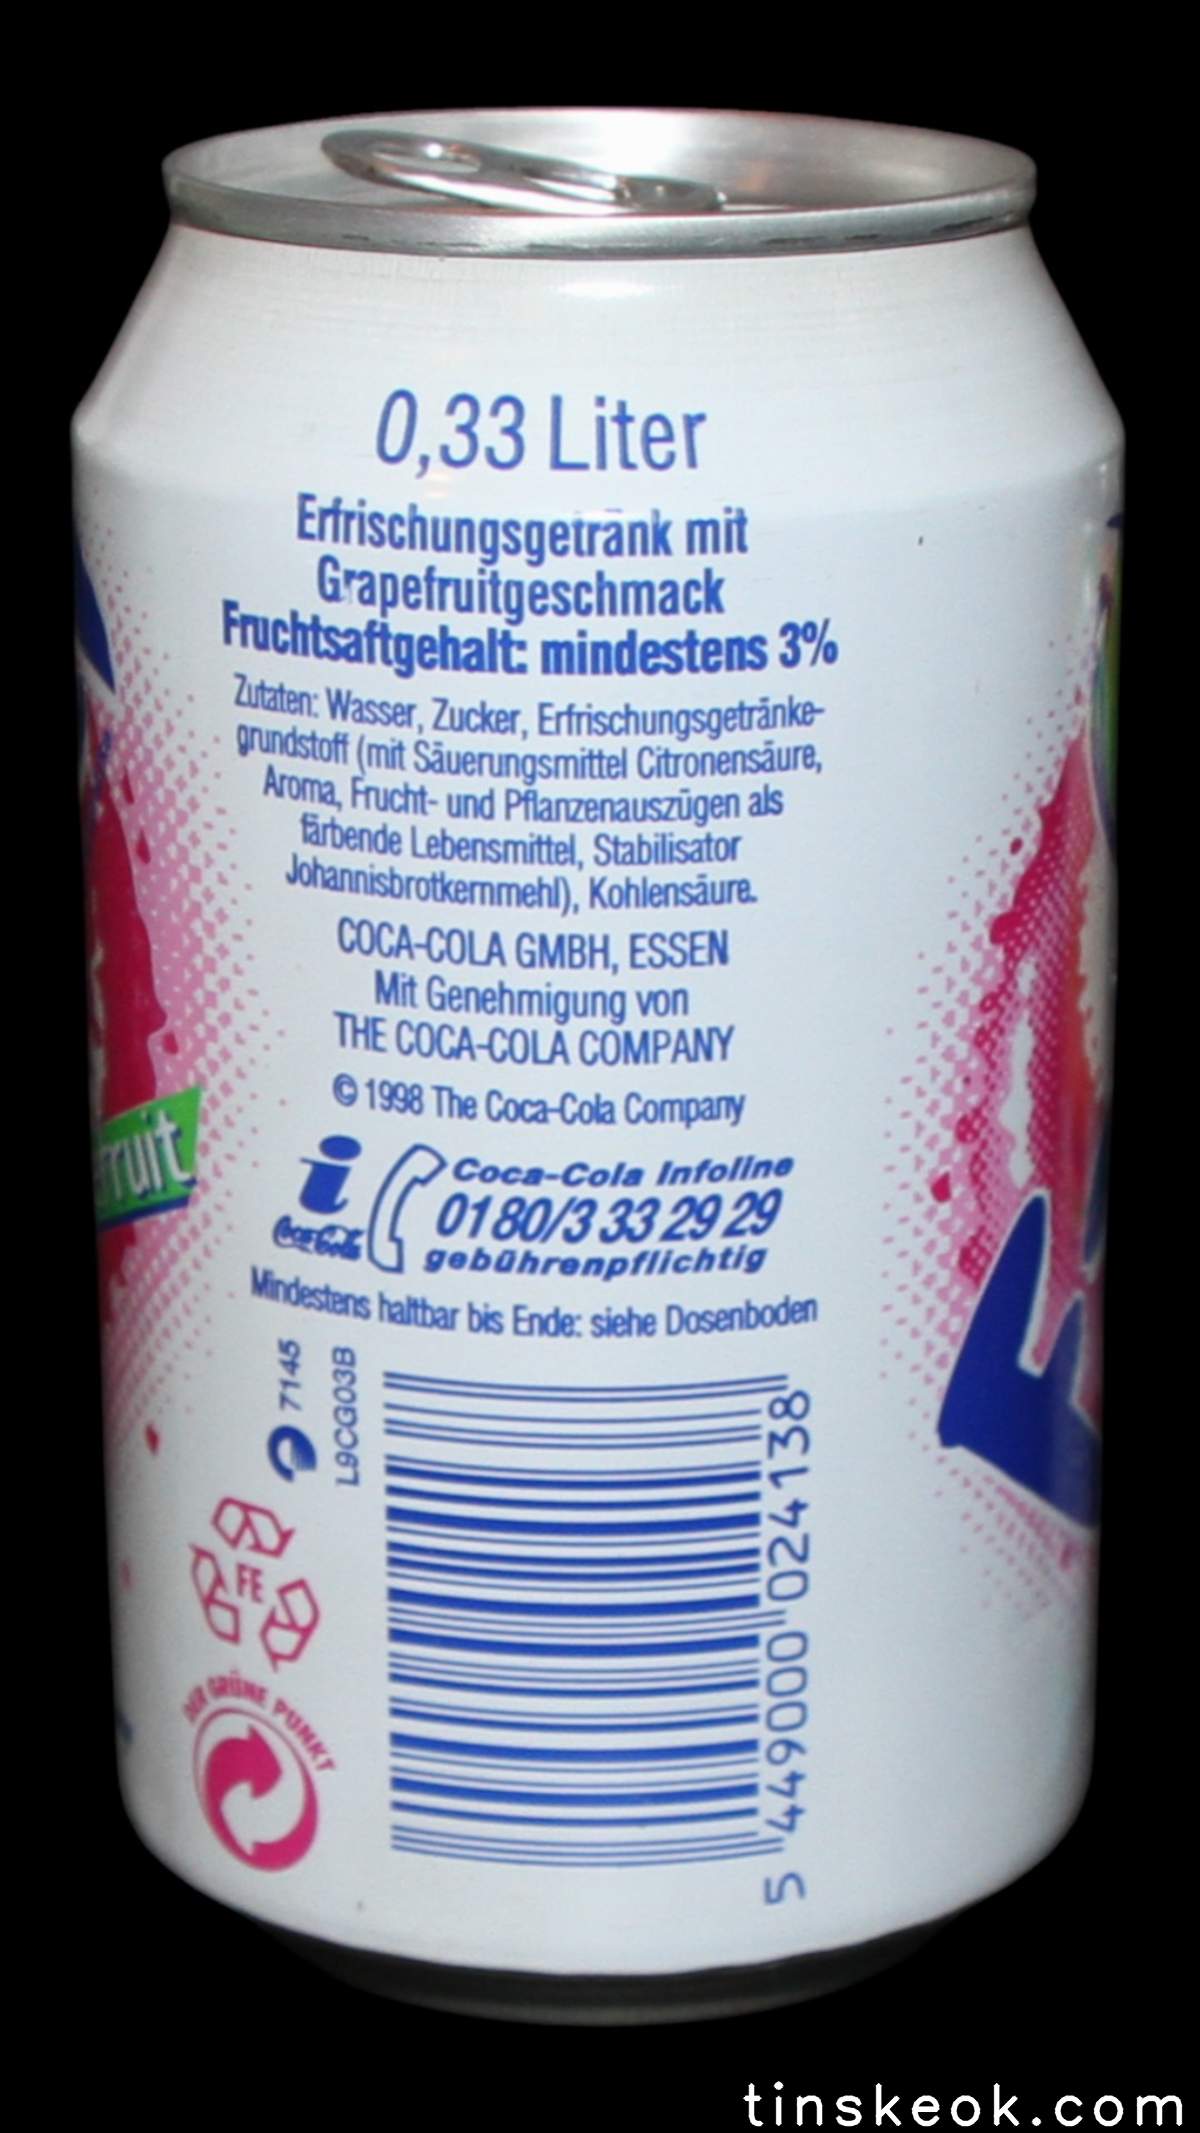 0,33 Liter
Erfrischungsgetränk mit
Grapefruitgeschmack
Fruchtsaftgehalt: mindestens 3%
Zutaten: Wasser, Zucker, Erfrischungsgetränke-
grundstoff (mit Säuerungsmittel Citronensäure,
Aroma, Frucht- und Pflanzenauszügen als
färbende Lebensmittel, Stabilisator
Johannisbrotkernmehl), Kohlensäure.
COCA-COLA GMBH, ESSEN
Mit Genehmigung von
THE COCA-COLA COMPANY
© 1998 The Coca-Cola Company
fruit
i
Coca-Cola
Coca-Cola Infoline
0180/3 33 29 29
gebührenpflichtig
Mindestens haltbar bis Ende: siehe Dosenboden
7145
L9CG03B
FE
DER GRÜNE PUNKT
5 449000 024138
tinskeok.com